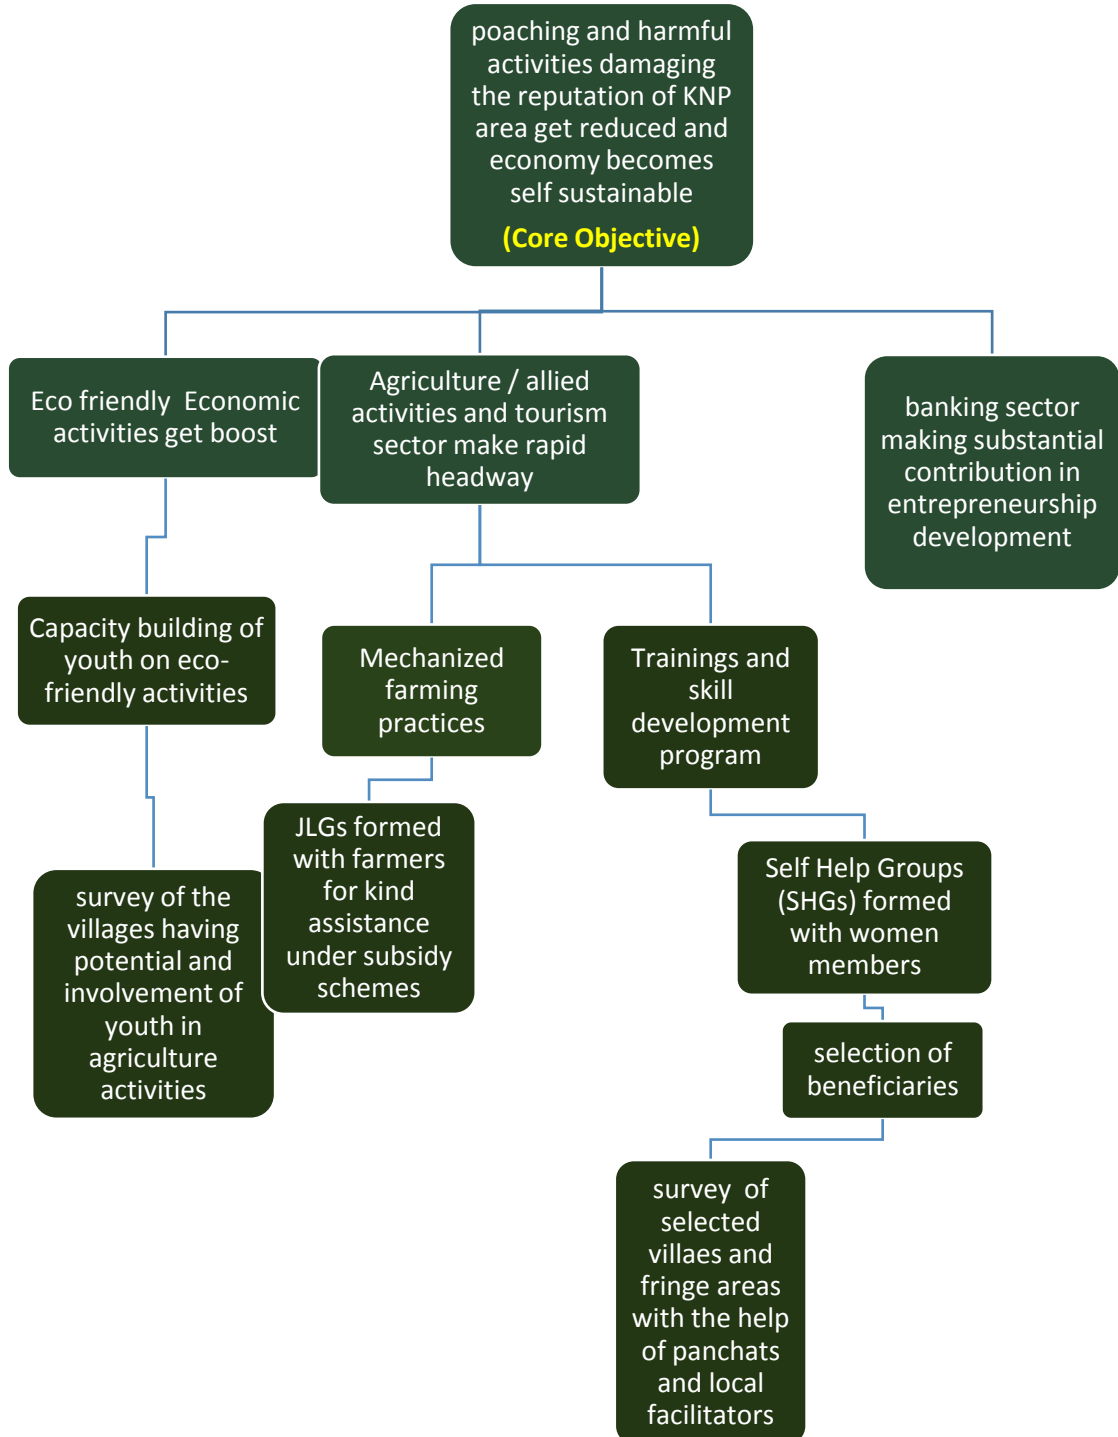 poaching and harmful
activities damaging
the reputation of KNP
area get reduced and
economy becomes
self sustainable
(Core Objective)
Eco friendly  Economic
activities get boost
Agriculture / allied
activities and tourism
sector make rapid
headway
banking sector
making substantial
contribution in
entrepreneurship
development
Capacity building of
youth on eco-
friendly activities
Mechanized
farming
practices
Trainings and
skill
development
program
survey of the
villages having
potential and
involvement of
youth in
agriculture
activities
JLGs formed
with farmers
for kind
assistance
under subsidy
schemes
Self Help Groups
(SHGs) formed
with women
members
selection of
beneficiaries
survey  of
selected
villaes and
fringe areas
with the help
of panchats
and local
facilitators